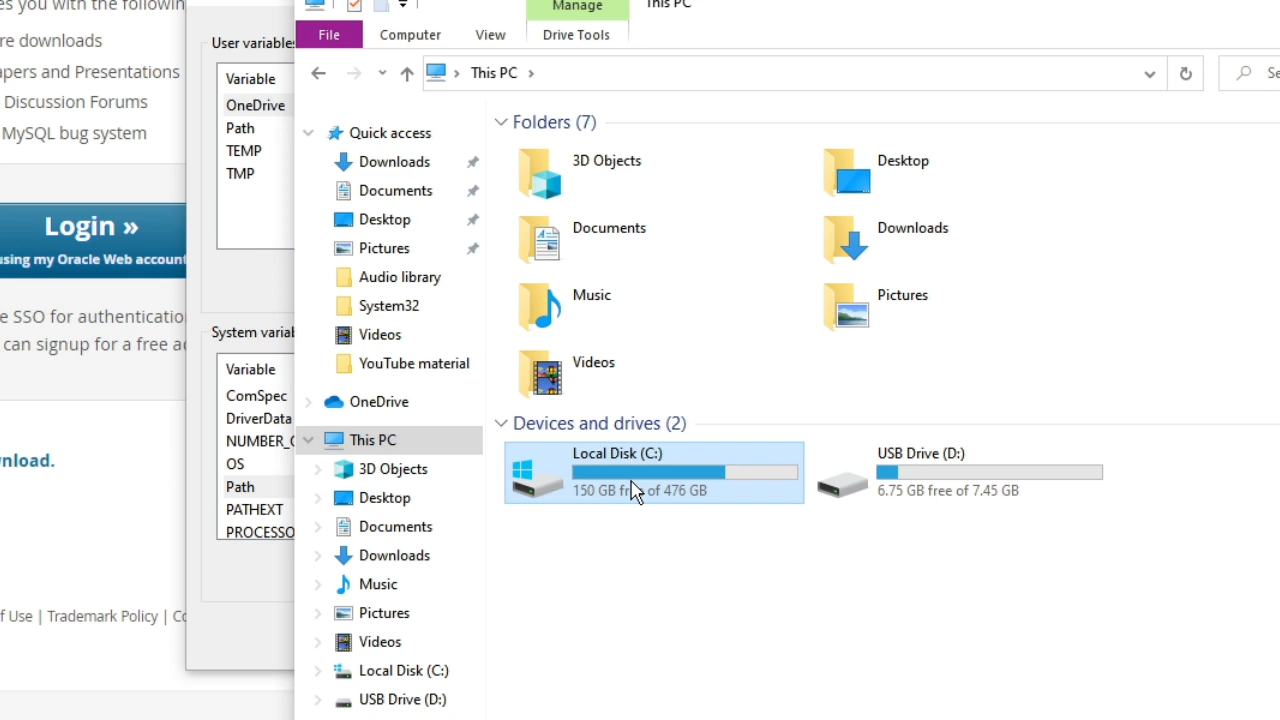 es you with the followin
re downloads
apers and Presentations
Discussion Forums
MySQL bug system
Login »
using my Oracle Web account
e SSO for authenticatio
can signup for a free ac
nload.
f Use | Trademark Policy | Co
User variables
Variable
OneDrive
Path
TEMP
TMP
System variab
Variable
ComSpec
DriverData
NUMBER_O
OS
Path
PATHEXT
PROCESSO
Manage
This PC
File
Computer
View
Drive Tools
This PC
Se
Quick access
Downloads
Documents
Desktop
Pictures
Audio library
System32
Videos
YouTube material
OneDrive
This PC
3D Objects
Desktop
Documents
Downloads
Music
Pictures
Videos
Local Disk (C:)
USB Drive (D:)
Folders (7)
3D Objects
Desktop
Documents
Downloads
Music
Pictures
Videos
Devices and drives (2)
Local Disk (C:)
150 GB free of 476 GB
USB Drive (D:)
6.75 GB free of 7.45 GB